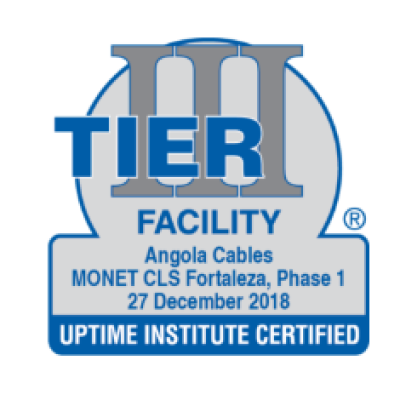 III
TIER
FACILITY
®
Angola Cables
MONET CLS Fortaleza, Phase 1
27 December 2018
UPTIME INSTITUTE CERTIFIED